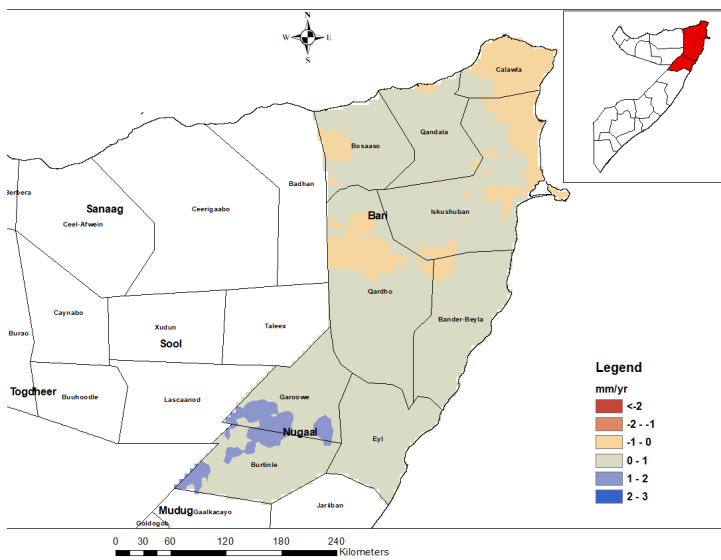 N
W
E
S
Calawla
Bosaaso
Qandala
Badhan
Berbera
Sanaag
Ceerigaabo
Ceel-Afwein
Bari
Iskushuban
Qardho
Bander-Beyla
Caynabo
Burao
Xudun
Taleex
Sool
Togdheer
Buuhoodle
Lascaanod
Garoowe
Nugaal
Eyl
Burtinle
Mudug
Gaalkacayo
Jariiban
Goldogob
Legend
mm/yr
<-2
-2 - -1
-1 - 0
0 - 1
1 - 2
2 - 3
0 30 60 120 180 240
Kilometers